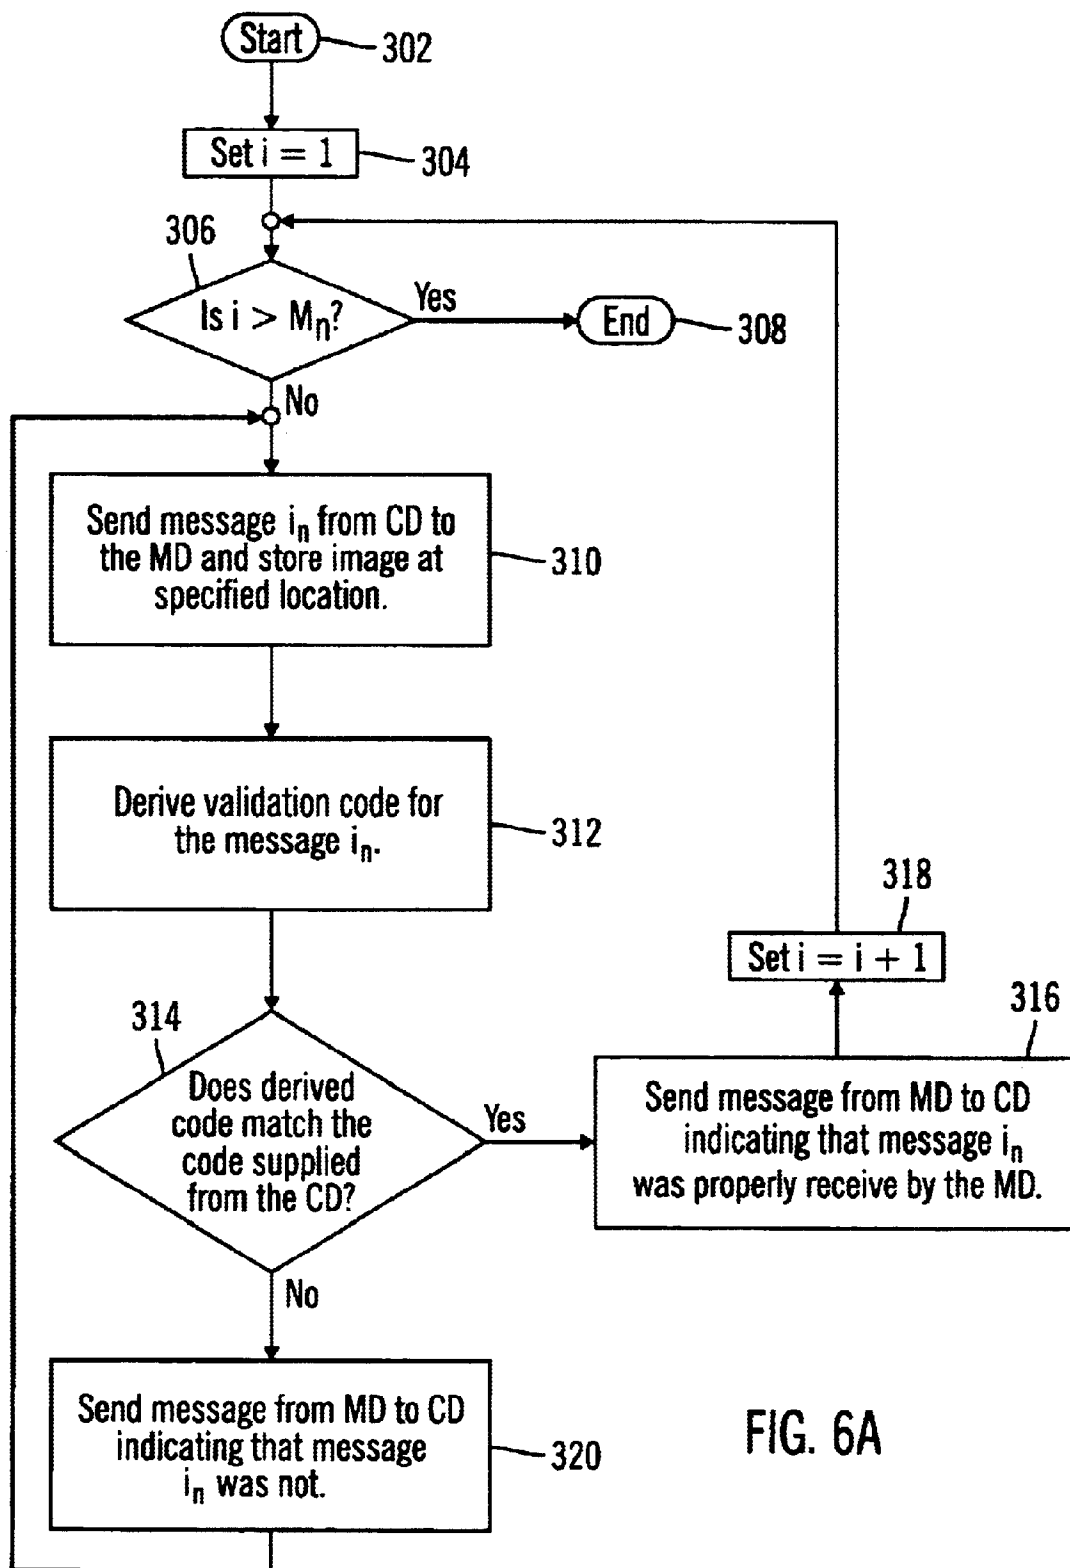 Start
302
Set i = 1
304
306
Is i > Mn?
Yes
End
308
No
Send message in from CD to
the MD and store image at
specified location.
310
Derive validation code for
the message in.
312
318
Set i = i + 1
314
316
Does derived
code match the
code supplied
from the CD?
Yes
Send message from MD to CD
indicating that message in
was properly receive by the MD.
No
Send message from MD to CD
indicating that message
in was not.
320
FIG. 6A